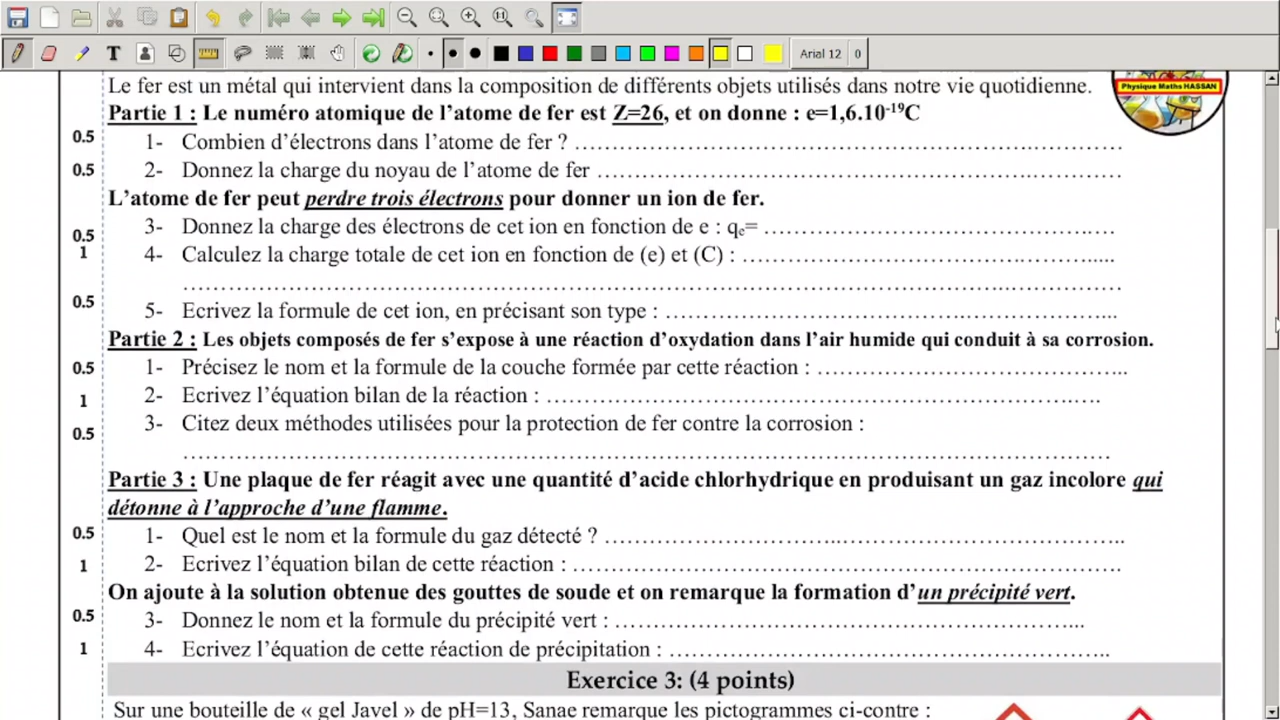 T
1:1
Arial 12 0
Le fer est un métal qui intervient dans la composition de différents objets utilisés dans notre vie quotidienne.
Physique Maths HASSAN
Partie 1 : Le numéro atomique de l'atome de fer est Z=26, et on donne : e=1,6.10⁻¹⁹C
0.5 1- Combien d'électrons dans l'atome de fer ? ……………………………………………………………
0.5 2- Donnez la charge du noyau de l'atome de fer ……………………………………………………………
L'atome de fer peut perdre trois électrons pour donner un ion de fer.
0.5 3- Donnez la charge des électrons de cet ion en fonction de e : qₑ= ……………………………………
1 4- Calculez la charge totale de cet ion en fonction de (e) et (C) : ……………………………………
……………………………………………………………………………………………………
0.5 5- Ecrivez la formule de cet ion, en précisant son type : ……………………………………………
Partie 2 : Les objets composés de fer s'expose à une réaction d'oxydation dans l'air humide qui conduit à sa corrosion.
0.5 1- Précisez le nom et la formule de la couche formée par cette réaction : ………………………………
1 2- Ecrivez l'équation bilan de la réaction : ……………………………………………………………
0.5 3- Citez deux méthodes utilisées pour la protection de fer contre la corrosion :
……………………………………………………………………………………………………
Partie 3 : Une plaque de fer réagit avec une quantité d'acide chlorhydrique en produisant un gaz incolore qui
détonne à l'approche d'une flamme.
0.5 1- Quel est le nom et la formule du gaz détecté ? ………………………………………………………
1 2- Ecrivez l'équation bilan de cette réaction : …………………………………………………………
On ajoute à la solution obtenue des gouttes de soude et on remarque la formation d'un précipité vert.
0.5 3- Donnez le nom et la formule du précipité vert : ……………………………………………………
1 4- Ecrivez l'équation de cette réaction de précipitation : ………………………………………………
Exercice 3: (4 points)
Sur une bouteille de « gel Javel » de pH=13, Sanae remarque les pictogrammes ci-contre :